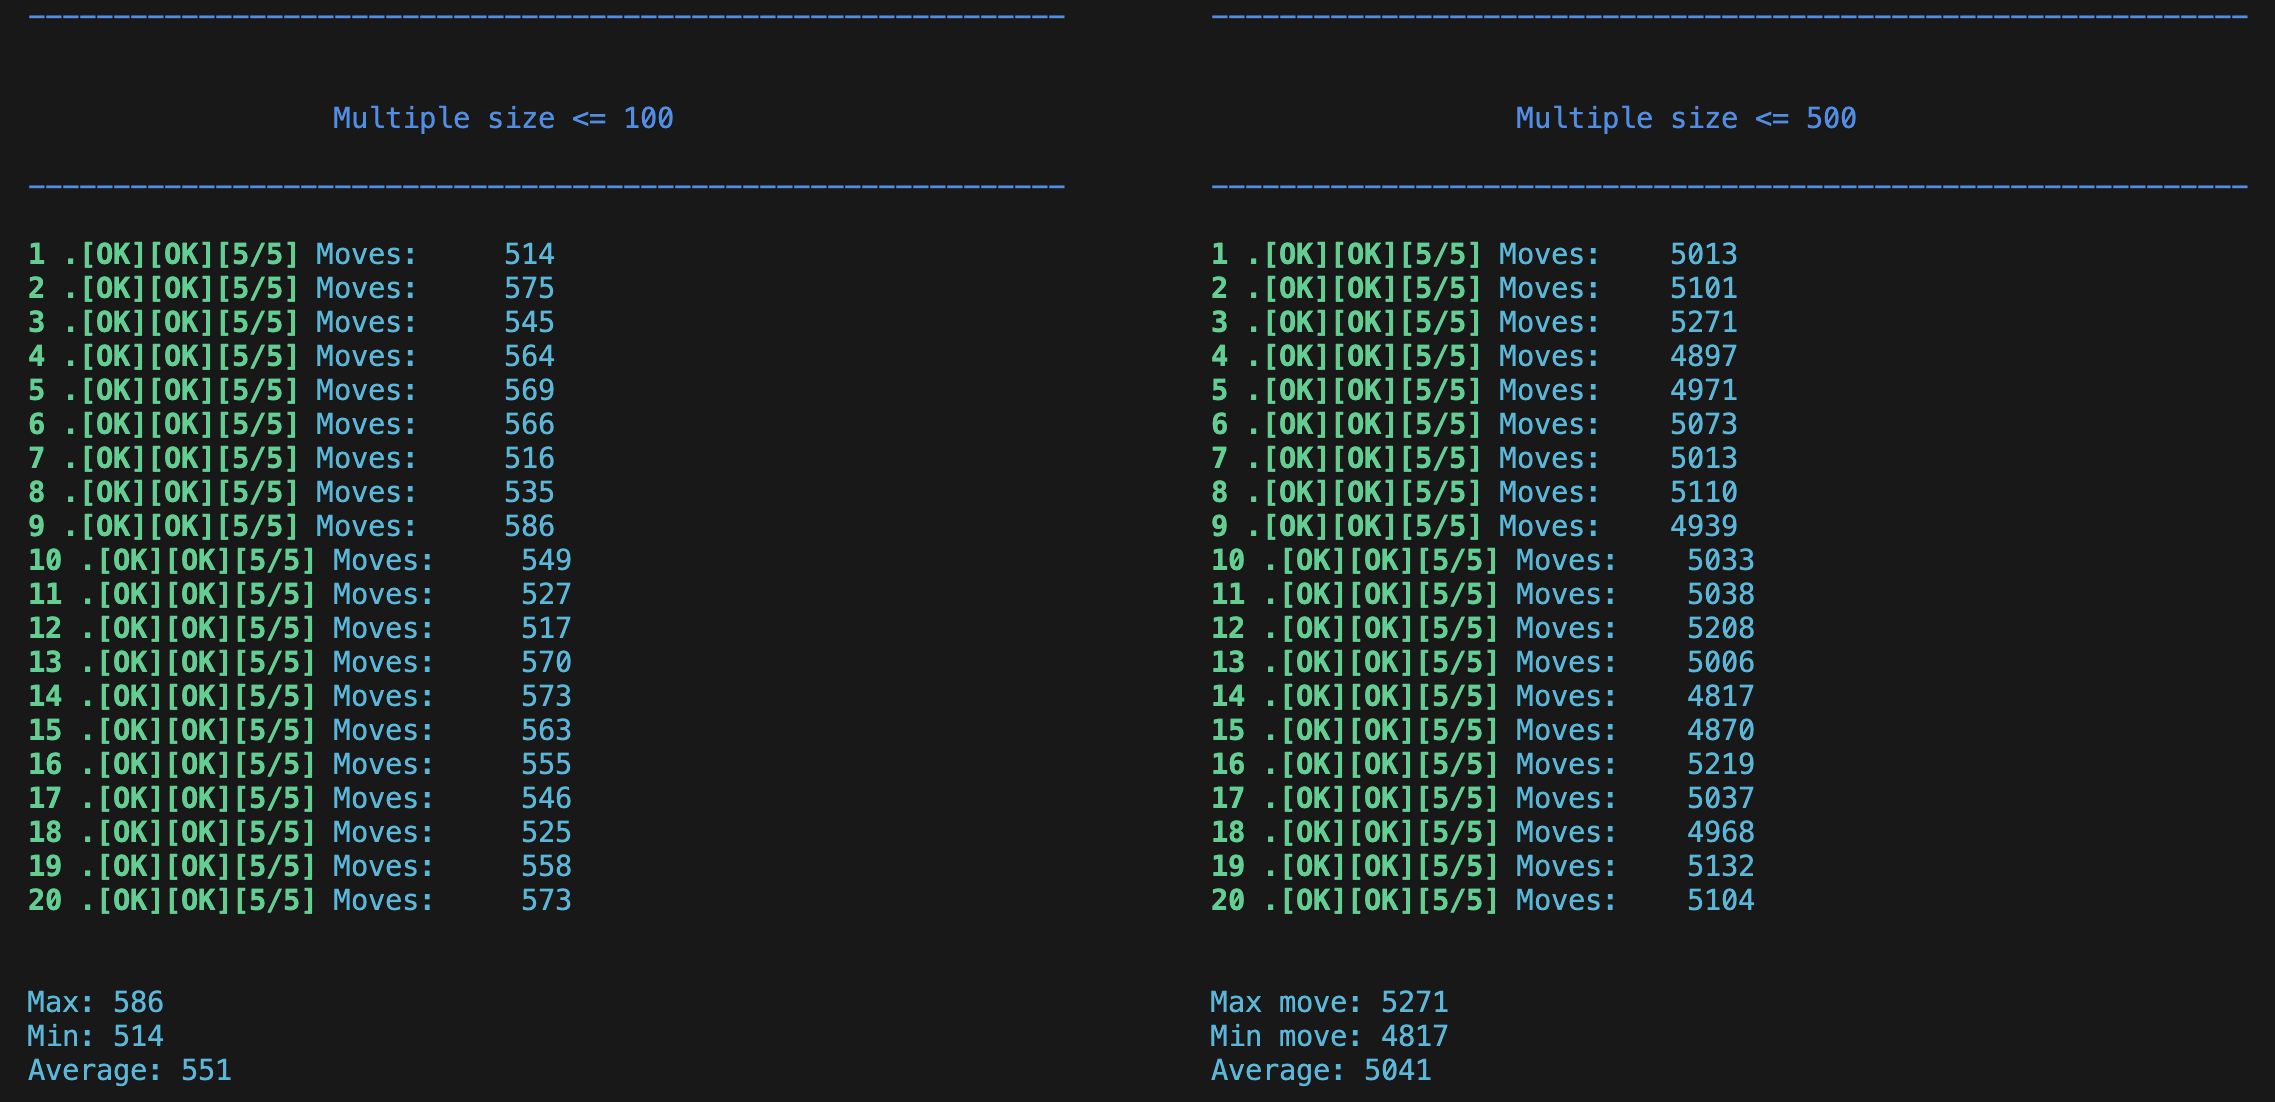 Multiple size <= 100
1 .[OK][OK][5/5] Moves: 514
2 .[OK][OK][5/5] Moves: 575
3 .[OK][OK][5/5] Moves: 545
4 .[OK][OK][5/5] Moves: 564
5 .[OK][OK][5/5] Moves: 569
6 .[OK][OK][5/5] Moves: 566
7 .[OK][OK][5/5] Moves: 516
8 .[OK][OK][5/5] Moves: 535
9 .[OK][OK][5/5] Moves: 586
10 .[OK][OK][5/5] Moves: 549
11 .[OK][OK][5/5] Moves: 527
12 .[OK][OK][5/5] Moves: 517
13 .[OK][OK][5/5] Moves: 570
14 .[OK][OK][5/5] Moves: 573
15 .[OK][OK][5/5] Moves: 563
16 .[OK][OK][5/5] Moves: 555
17 .[OK][OK][5/5] Moves: 546
18 .[OK][OK][5/5] Moves: 525
19 .[OK][OK][5/5] Moves: 558
20 .[OK][OK][5/5] Moves: 573
Max: 586
Min: 514
Average: 551
Multiple size <= 500
1 .[OK][OK][5/5] Moves: 5013
2 .[OK][OK][5/5] Moves: 5101
3 .[OK][OK][5/5] Moves: 5271
4 .[OK][OK][5/5] Moves: 4897
5 .[OK][OK][5/5] Moves: 4971
6 .[OK][OK][5/5] Moves: 5073
7 .[OK][OK][5/5] Moves: 5013
8 .[OK][OK][5/5] Moves: 5110
9 .[OK][OK][5/5] Moves: 4939
10 .[OK][OK][5/5] Moves: 5033
11 .[OK][OK][5/5] Moves: 5038
12 .[OK][OK][5/5] Moves: 5208
13 .[OK][OK][5/5] Moves: 5006
14 .[OK][OK][5/5] Moves: 4817
15 .[OK][OK][5/5] Moves: 4870
16 .[OK][OK][5/5] Moves: 5219
17 .[OK][OK][5/5] Moves: 5037
18 .[OK][OK][5/5] Moves: 4968
19 .[OK][OK][5/5] Moves: 5132
20 .[OK][OK][5/5] Moves: 5104
Max move: 5271
Min move: 4817
Average: 5041